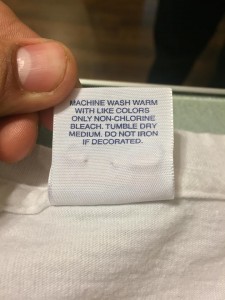 MACHINE WASH WARM
WITH LIKE COLORS
ONLY NON-CHLORINE
BLEACH. TUMBLE DRY
MEDIUM. DO NOT IRON
IF DECORATED.